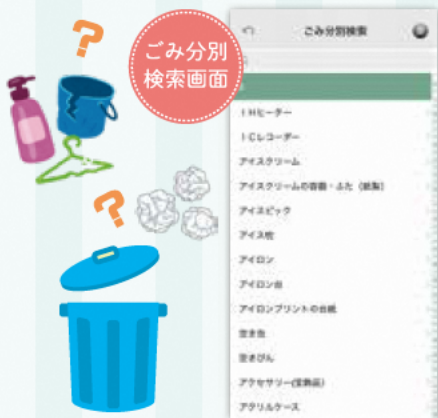 ?
ごみ分別
検索画面
?
ごみ分別検索
IHヒーター
ICレコーダー
アイスクリーム
アイスクリームの容器・ふた（紙製）
アイスピック
アイス枕
アイロン
アイロン台
アイロンプリントの台紙
空き缶
空きびん
アクセサリー(宝飾品)
アクリルケース